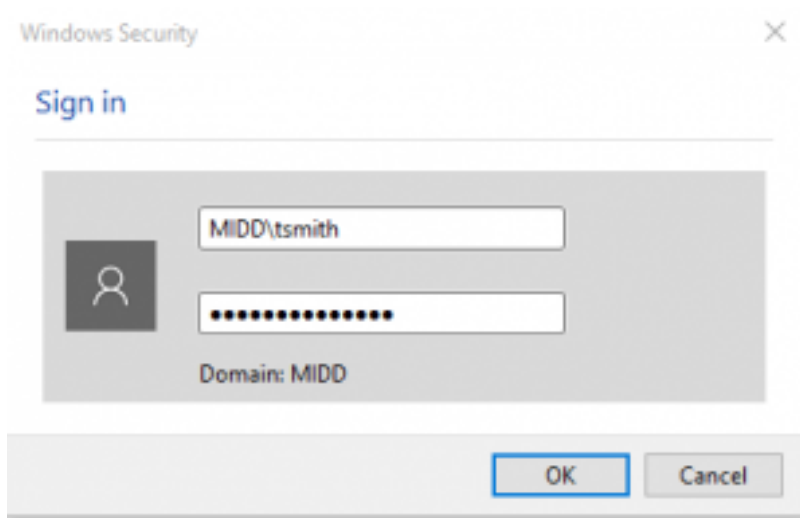 Windows Security
Sign in
MIDD\tsmith
••••••••••••••
Domain: MIDD
OK
Cancel